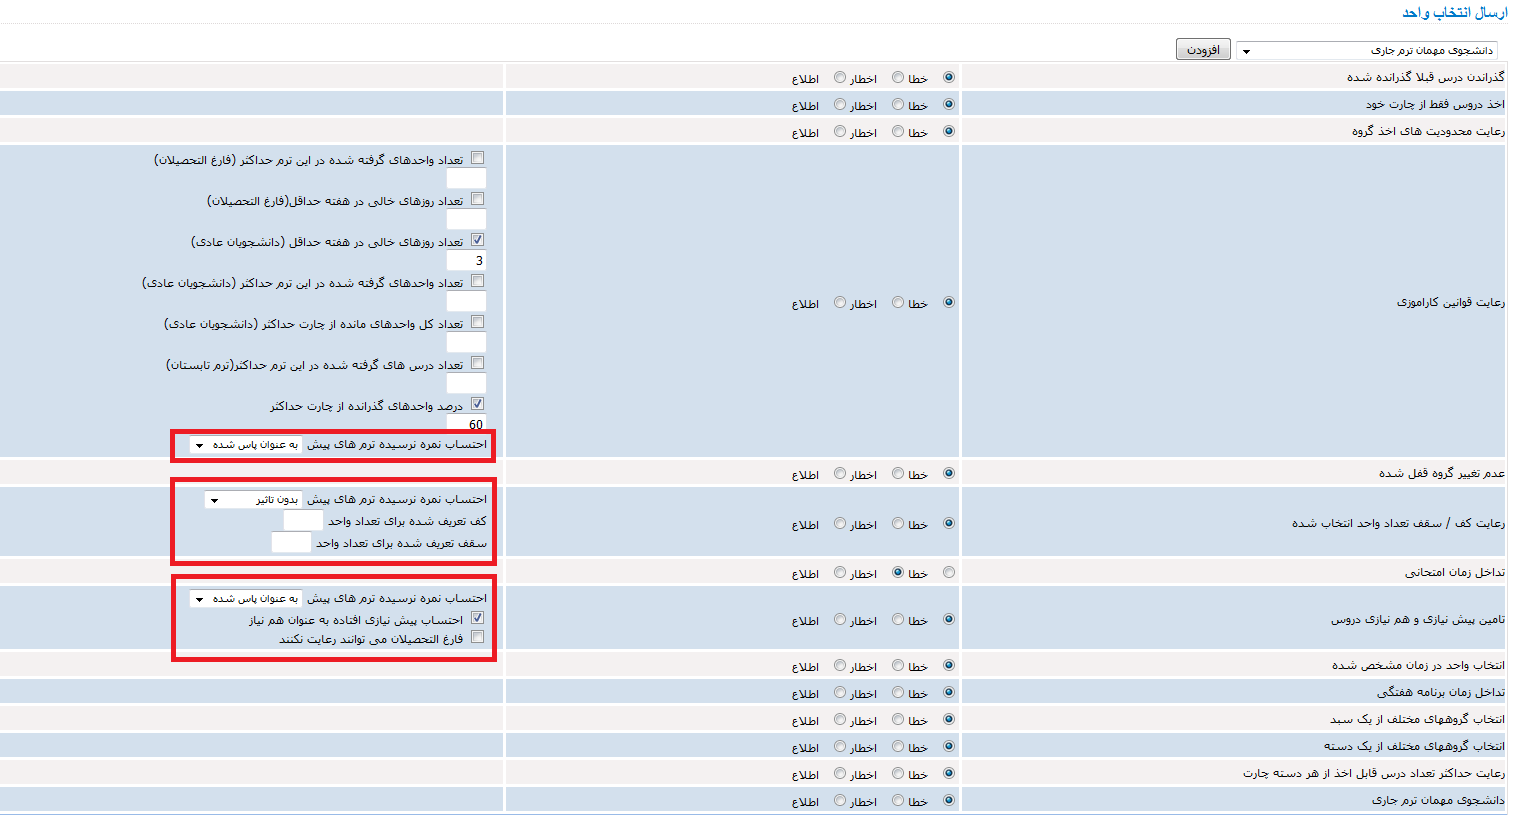 ارسال انتخاب واحد
دانشجوی مهمان ترم جاری افزودن
گذراندن درس قبلا گذرانده شده خطا اخطار اطلاع
اخذ دروس فقط از چارت خود خطا اخطار اطلاع
رعایت محدودیت های اخذ گروه خطا اخطار اطلاع
رعایت قوانین کاراموزی خطا اخطار اطلاع
تعداد واحدهای گرفته شده در این ترم حداکثر (فارغ التحصیلان)
تعداد روزهای خالی در هفته حداقل(فارغ التحصیلان)
تعداد روزهای خالی در هفته حداقل (دانشجویان عادی)
3
تعداد واحدهای گرفته شده در این ترم حداکثر (دانشجویان عادی)
تعداد کل واحدهای مانده از چارت حداکثر (دانشجویان عادی)
تعداد درس های گرفته شده در این ترم حداکثر(ترم تابستان)
درصد واحدهای گذرانده از چارت حداکثر
60
احتساب نمره نرسیده ترم های پیش به عنوان پاس شده
عدم تغییر گروه قفل شده خطا اخطار اطلاع
رعایت کف / سقف تعداد واحد انتخاب شده خطا اخطار اطلاع
احتساب نمره نرسیده ترم های پیش بدون تاثیر
کف تعریف شده برای تعداد واحد
سقف تعریف شده برای تعداد واحد
تداخل زمان امتحانی خطا اخطار اطلاع
تامین پیش نیازی و هم نیازی دروس خطا اخطار اطلاع
احتساب نمره نرسیده ترم های پیش به عنوان پاس شده
احتساب پیش نیازی افتاده به عنوان هم نیاز
فارغ التحصیلان می توانند رعایت نکنند
انتخاب واحد در زمان مشخص شده خطا اخطار اطلاع
تداخل زمان برنامه هفتگی خطا اخطار اطلاع
انتخاب گروههای مختلف از یک سبد خطا اخطار اطلاع
انتخاب گروههای مختلف از یک دسته خطا اخطار اطلاع
رعایت حداکثر تعداد درس قابل اخذ از هر دسته چارت خطا اخطار اطلاع
دانشجوی مهمان ترم جاری خطا اخطار اطلاع